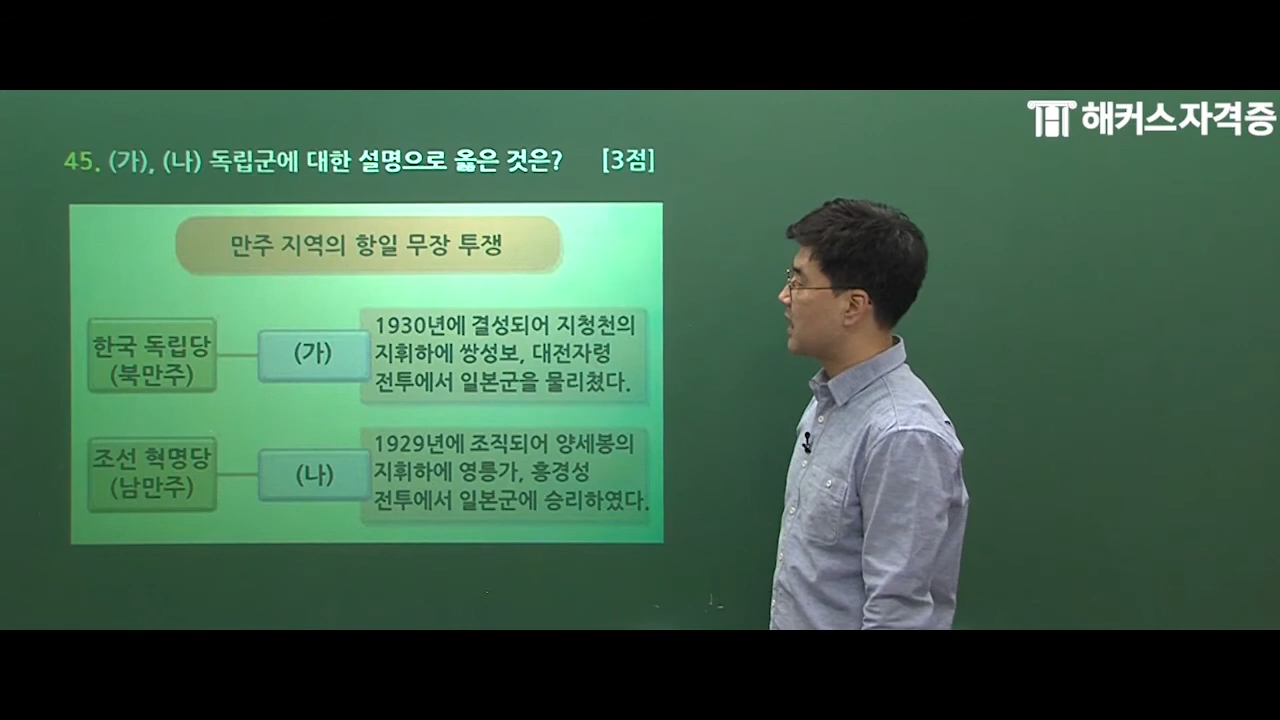 해커스자격증
45. (가), (나) 독립군에 대한 설명으로 옳은 것은? [3점]
만주 지역의 항일 무장 투쟁
한국 독립당
(북만주)
(가)
1930년에 결성되어 지청천의
지휘하에 쌍성보, 대전자령
전투에서 일본군을 물리쳤다.
조선 혁명당
(남만주)
(나)
1929년에 조직되어 양세봉의
지휘하에 영릉가, 흥경성
전투에서 일본군에 승리하였다.